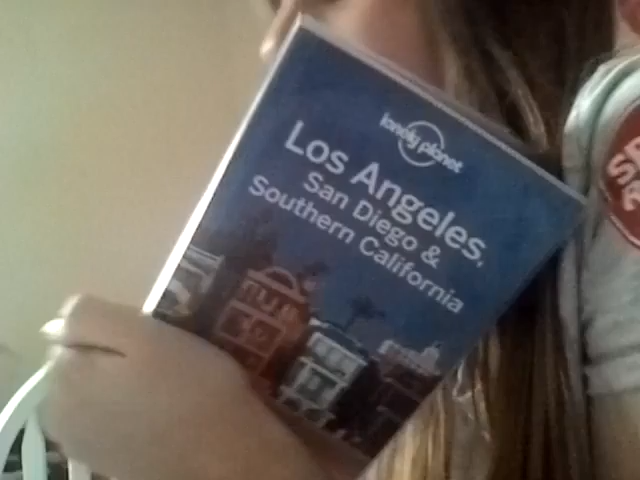 lonely planet
Los Angeles,
San Diego &
Southern California